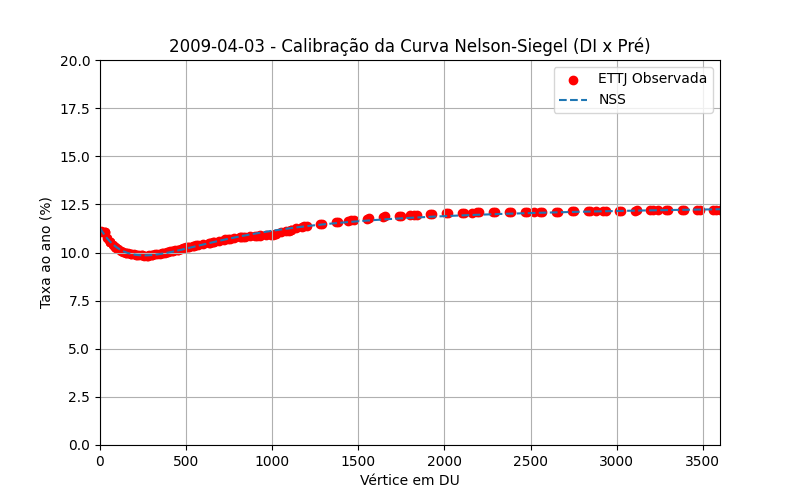 2009-04-03 - Calibração da Curva Nelson-Siegel (DI x Pré)
ETTJ Observada
NSS
Taxa ao ano (%)
20.0
17.5
15.0
12.5
10.0
7.5
5.0
2.5
0.0
0 500 1000 1500 2000 2500 3000 3500
Vértice em DU